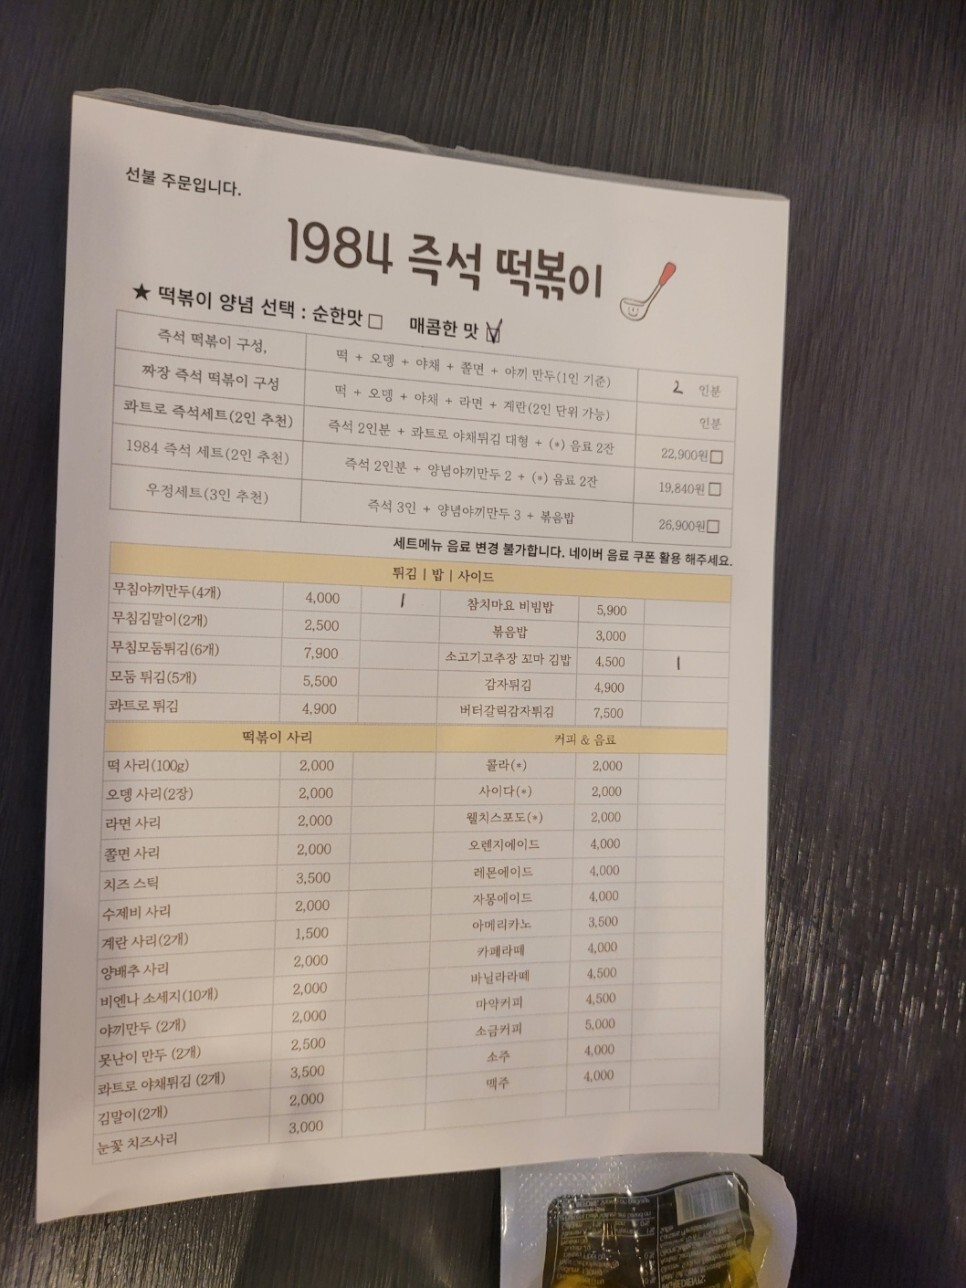 선불 주문입니다.
1984 즉석 떡볶이
★ 떡볶이 양념 선택 : 순한맛 □ 매콤한 맛 ☑
즉석 떡볶이 구성, 떡 + 오뎅 + 야채 + 쫄면 + 야끼 만두(1인 기준) 2 인분
짜장 즉석 떡볶이 구성 떡 + 오뎅 + 야채 + 라면 + 계란(2인 단위 가능) 인분
콰트로 즉석세트(2인 추천) 즉석 2인분 + 콰트로 야채튀김 대형 + (*) 음료 2잔 22,900원□
1984 즉석 세트(2인 추천) 즉석 2인분 + 양념야끼만두 2 + (*) 음료 2잔 19,840원□
우정세트(3인 추천) 즉석 3인 + 양념야끼만두 3 + 볶음밥 26,900원□
세트메뉴 음료 변경 불가합니다. 네이버 음료 쿠폰 활용 해주세요.
튀김 | 밥 | 사이드
무침야끼만두(4개) 4,000 1 참치마요 비빔밥 5,900
무침김말이(2개) 2,500 볶음밥 3,000
무침모둠튀김(6개) 7,900 소고기고추장 꼬마 김밥 4,500 1
모둠 튀김(5개) 5,500 감자튀김 4,900
콰트로 튀김 4,900 버터갈릭감자튀김 7,500
떡볶이 사리 커피 & 음료
떡 사리(100g) 2,000 콜라(*) 2,000
오뎅 사리(2장) 2,000 사이다(*) 2,000
라면 사리 2,000 웰치스포도(*) 2,000
쫄면 사리 2,000 오렌지에이드 4,000
치즈 스틱 3,500 레몬에이드 4,000
수제비 사리 2,000 자몽에이드 4,000
계란 사리(2개) 1,500 아메리카노 3,500
양배추 사리 2,000 카페라떼 4,000
비엔나 소세지(10개) 2,000 바닐라라떼 4,500
야끼만두 (2개) 2,000 마약커피 4,500
못난이 만두 (2개) 2,500 소금커피 5,000
콰트로 야채튀김 (2개) 3,500 소주 4,000
김말이(2개) 2,000 맥주 4,000
눈꽃 치즈사리 3,000